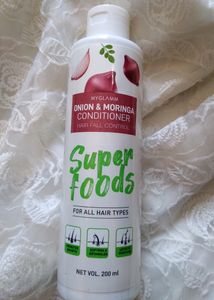 MYGLAMM
ONION & MORINGA
CONDITIONER
HAIR FALL CONTROL
Super
foods
FOR ALL HAIR TYPES
NET VOL. 200 ml